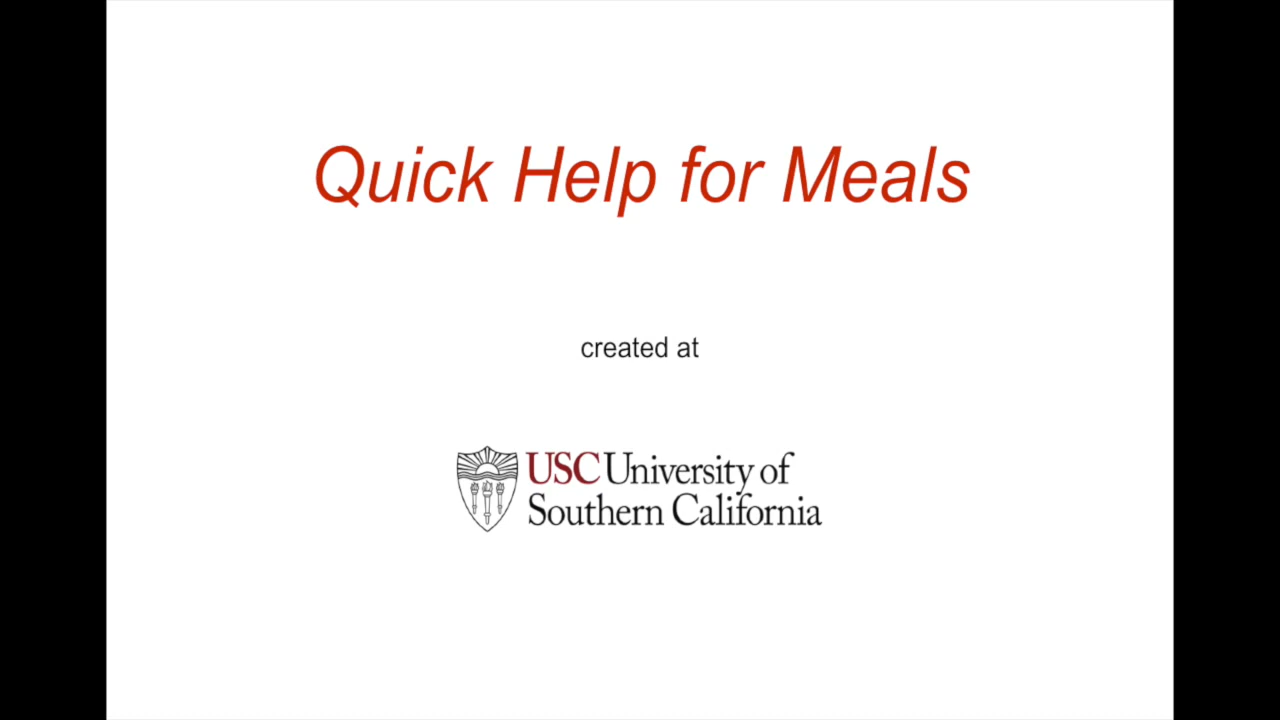 Quick Help for Meals
created at
USC University of
Southern California